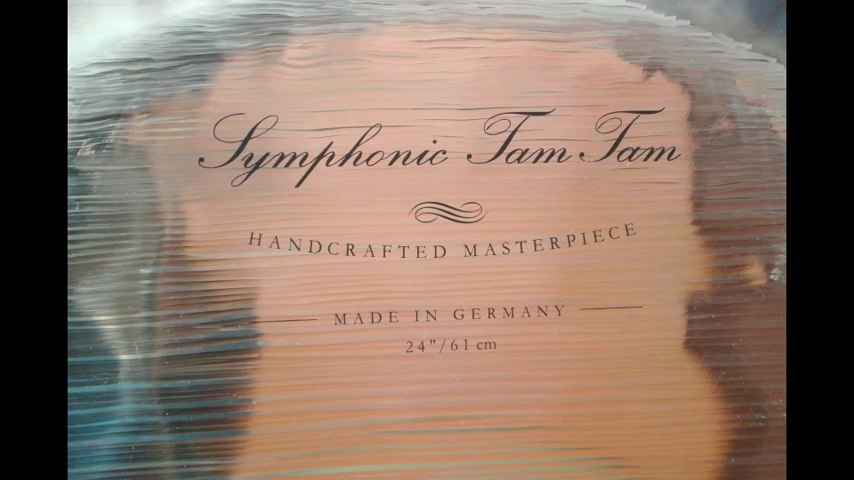 Symphonic Tam Tam
HANDCRAFTED MASTERPIECE
MADE IN GERMANY
24"/61 cm